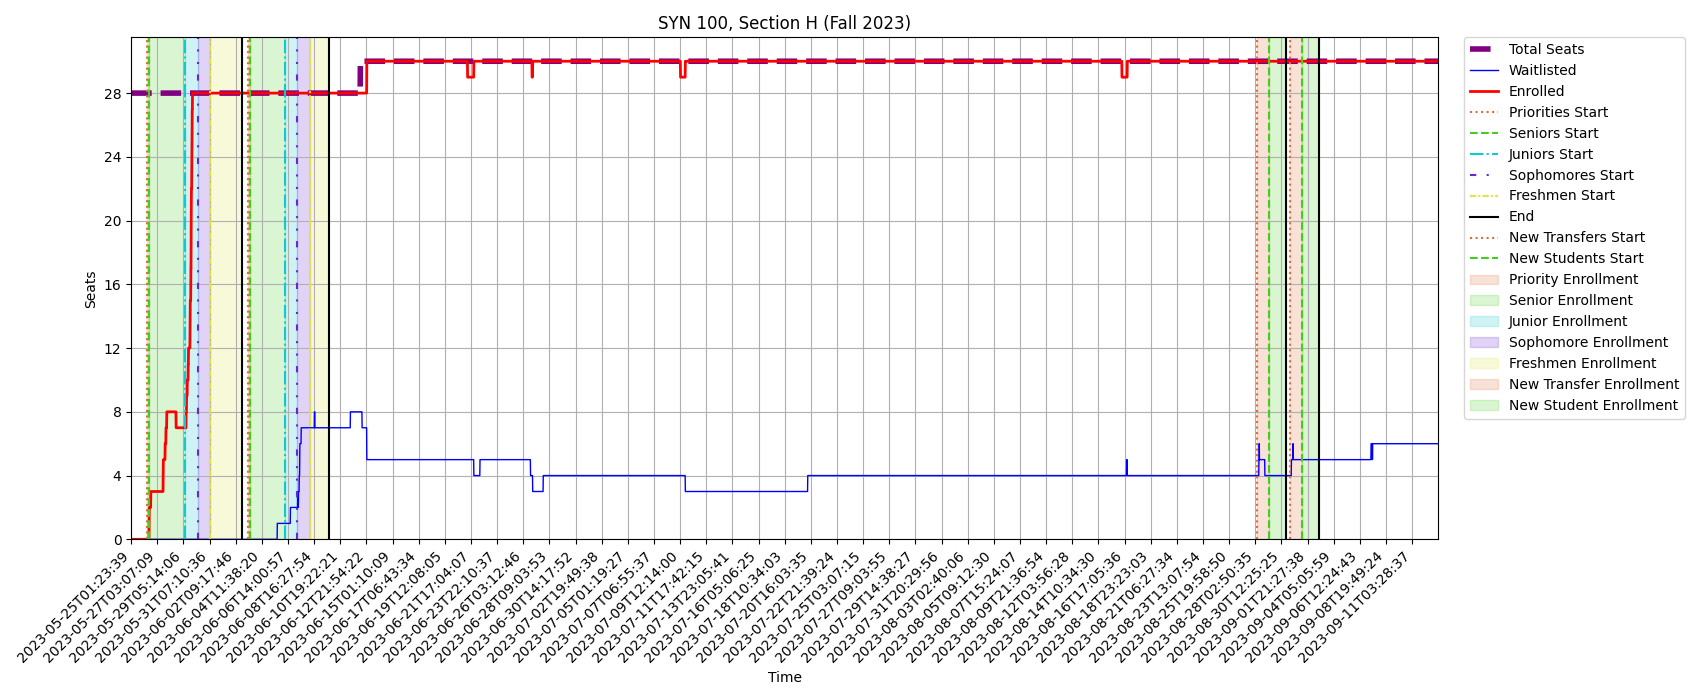 SYN 100, Section H (Fall 2023)
Seats
28
24
20
16
12
8
4
0
2023-05-25T01:23:39
2023-05-27T03:07:09
2023-05-29T05:14:06
2023-05-31T07:10:36
2023-06-02T09:17:46
2023-06-04T11:38:20
2023-06-06T14:00:57
2023-06-08T16:27:54
2023-06-10T19:22:21
2023-06-12T21:54:22
2023-06-15T01:10:09
2023-06-17T06:43:34
2023-06-19T12:08:05
2023-06-21T17:04:07
2023-06-23T22:10:37
2023-06-26T03:12:46
2023-06-28T09:03:53
2023-06-30T14:17:52
2023-07-02T19:49:38
2023-07-05T01:19:27
2023-07-07T06:55:37
2023-07-09T12:14:00
2023-07-11T17:42:15
2023-07-13T23:05:41
2023-07-16T05:06:25
2023-07-18T10:34:03
2023-07-20T16:03:35
2023-07-22T21:39:24
2023-07-25T03:07:15
2023-07-27T09:03:55
2023-07-29T14:38:27
2023-07-31T20:29:56
2023-08-03T02:40:06
2023-08-05T09:12:30
2023-08-07T15:24:07
2023-08-09T21:36:54
2023-08-12T03:56:28
2023-08-14T10:34:30
2023-08-16T17:05:36
2023-08-18T23:23:03
2023-08-21T06:27:34
2023-08-23T13:07:54
2023-08-25T19:58:50
2023-08-28T02:50:35
2023-08-30T12:25:25
2023-09-01T21:27:38
2023-09-04T05:05:59
2023-09-06T12:24:43
2023-09-08T19:49:24
2023-09-11T03:28:37
Time
Total Seats
Waitlisted
Enrolled
Priorities Start
Seniors Start
Juniors Start
Sophomores Start
Freshmen Start
End
New Transfers Start
New Students Start
Priority Enrollment
Senior Enrollment
Junior Enrollment
Sophomore Enrollment
Freshmen Enrollment
New Transfer Enrollment
New Student Enrollment